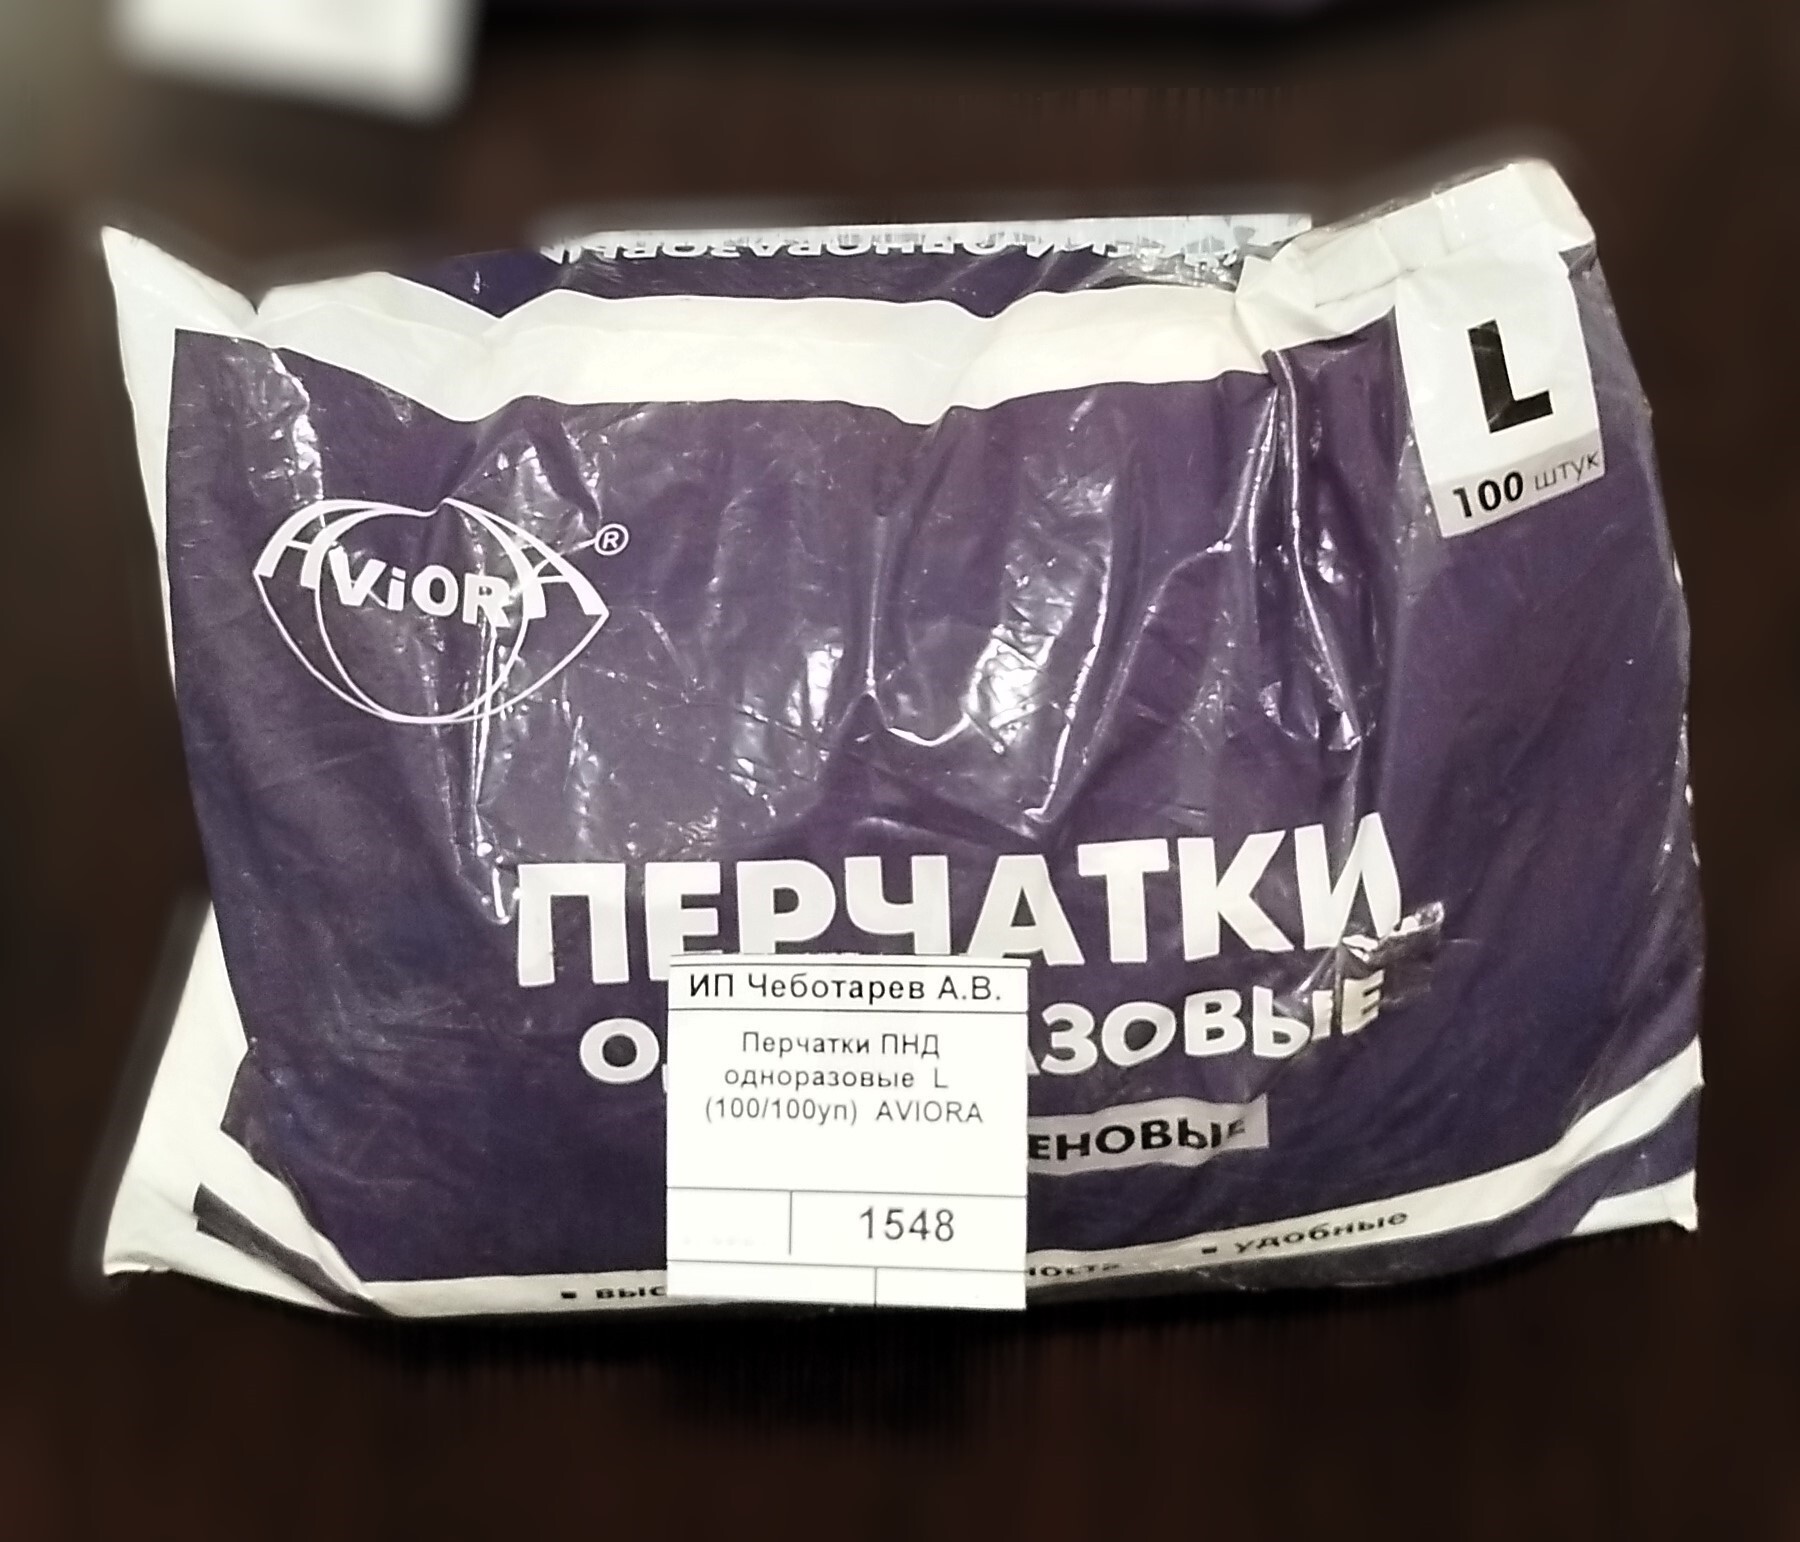 AViORA ®
L
100 штук
ПЕРЧАТКИ
ИП Чеботарев А.В.
Перчатки ПНД
одноразовые L
(100/100уп) AVIORA
1548
▪ удобные